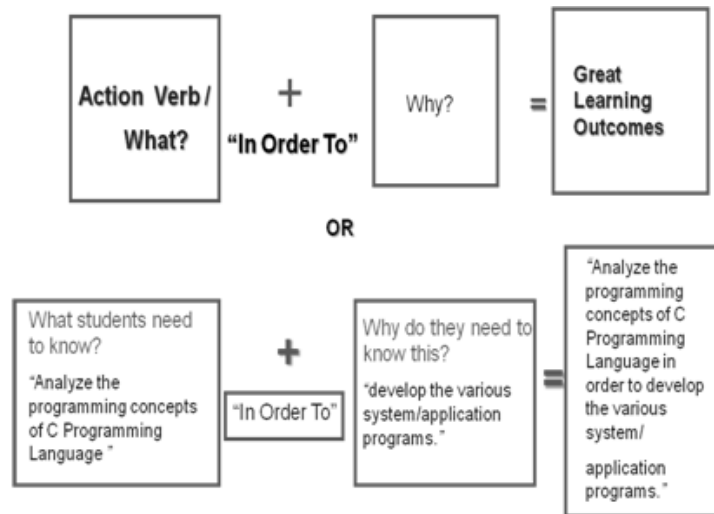 Action Verb /
What?
+
"In Order To"
Why?
=
Great
Learning
Outcomes
OR
What students need
to know?
"Analyze the
programming concepts
of C Programming
Language "
+
"In Order To"
Why do they need to
know this?
"develop the various
system/application
programs."
=
"Analyze the
programming
concepts of C
Programming
Language in
order to develop
the various
system/
application
programs."